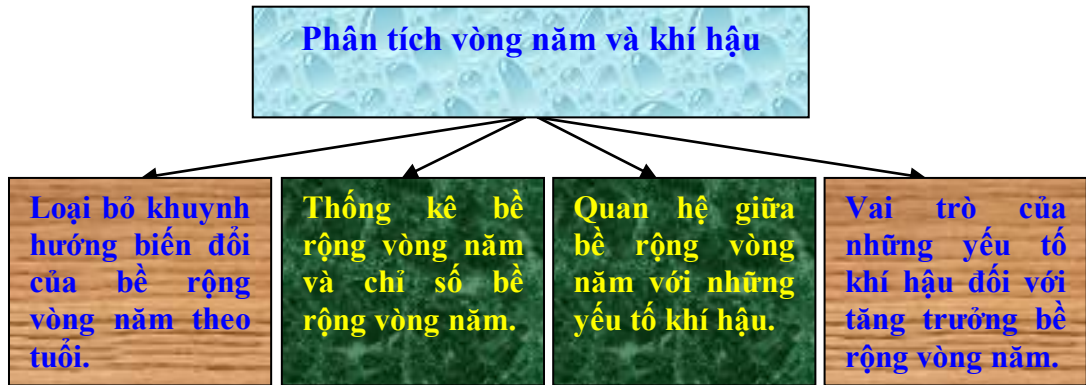 Phân tích vòng năm và khí hậu
Loại bỏ khuynh
hướng biến đổi
của bề rộng
vòng năm theo
tuổi.
Thống kê bề
rộng vòng năm
và chỉ số bề
rộng vòng năm.
Quan hệ giữa
bề rộng vòng
năm với những
yếu tố khí hậu.
Vai trò của
những yếu tố
khí hậu đối với
tăng trưởng bề
rộng vòng năm.